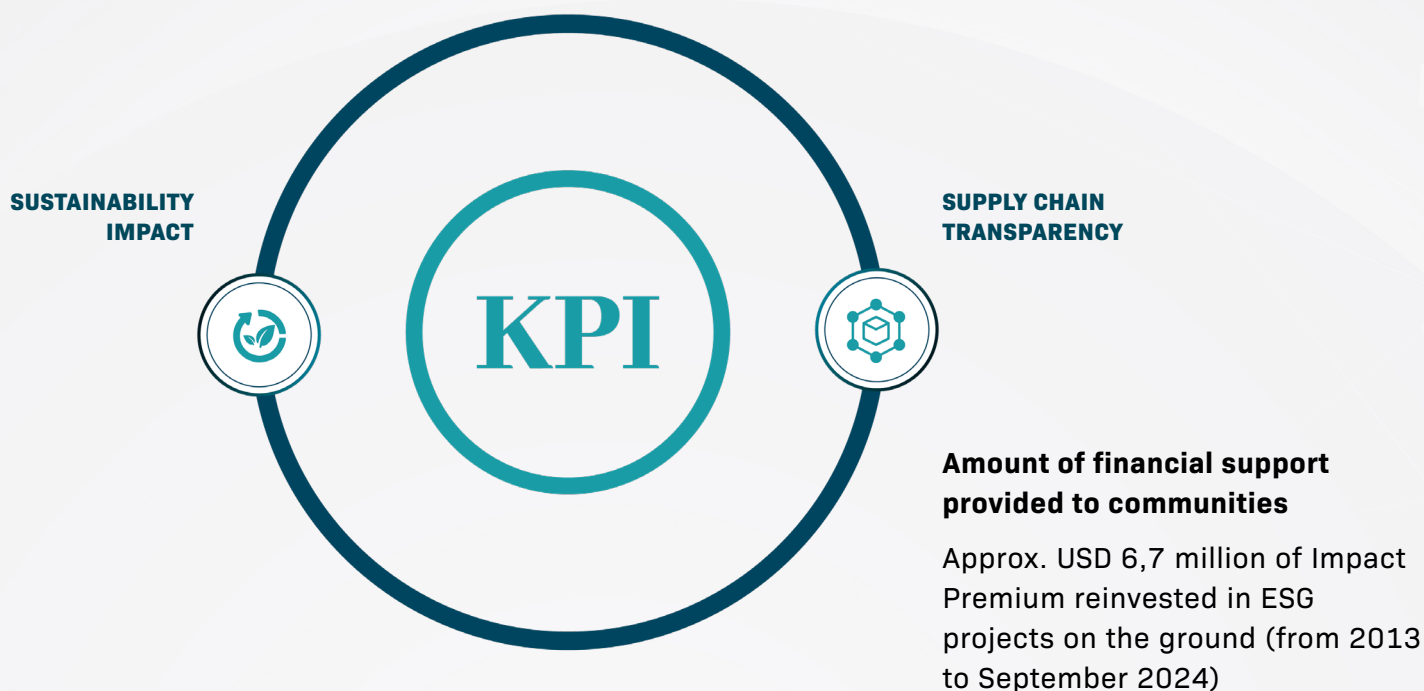 SUSTAINABILITY
IMPACT
KPI
SUPPLY CHAIN
TRANSPARENCY
Amount of financial support
provided to communities
Approx. USD 6,7 million of Impact
Premium reinvested in ESG
projects on the ground (from 2013
to September 2024)